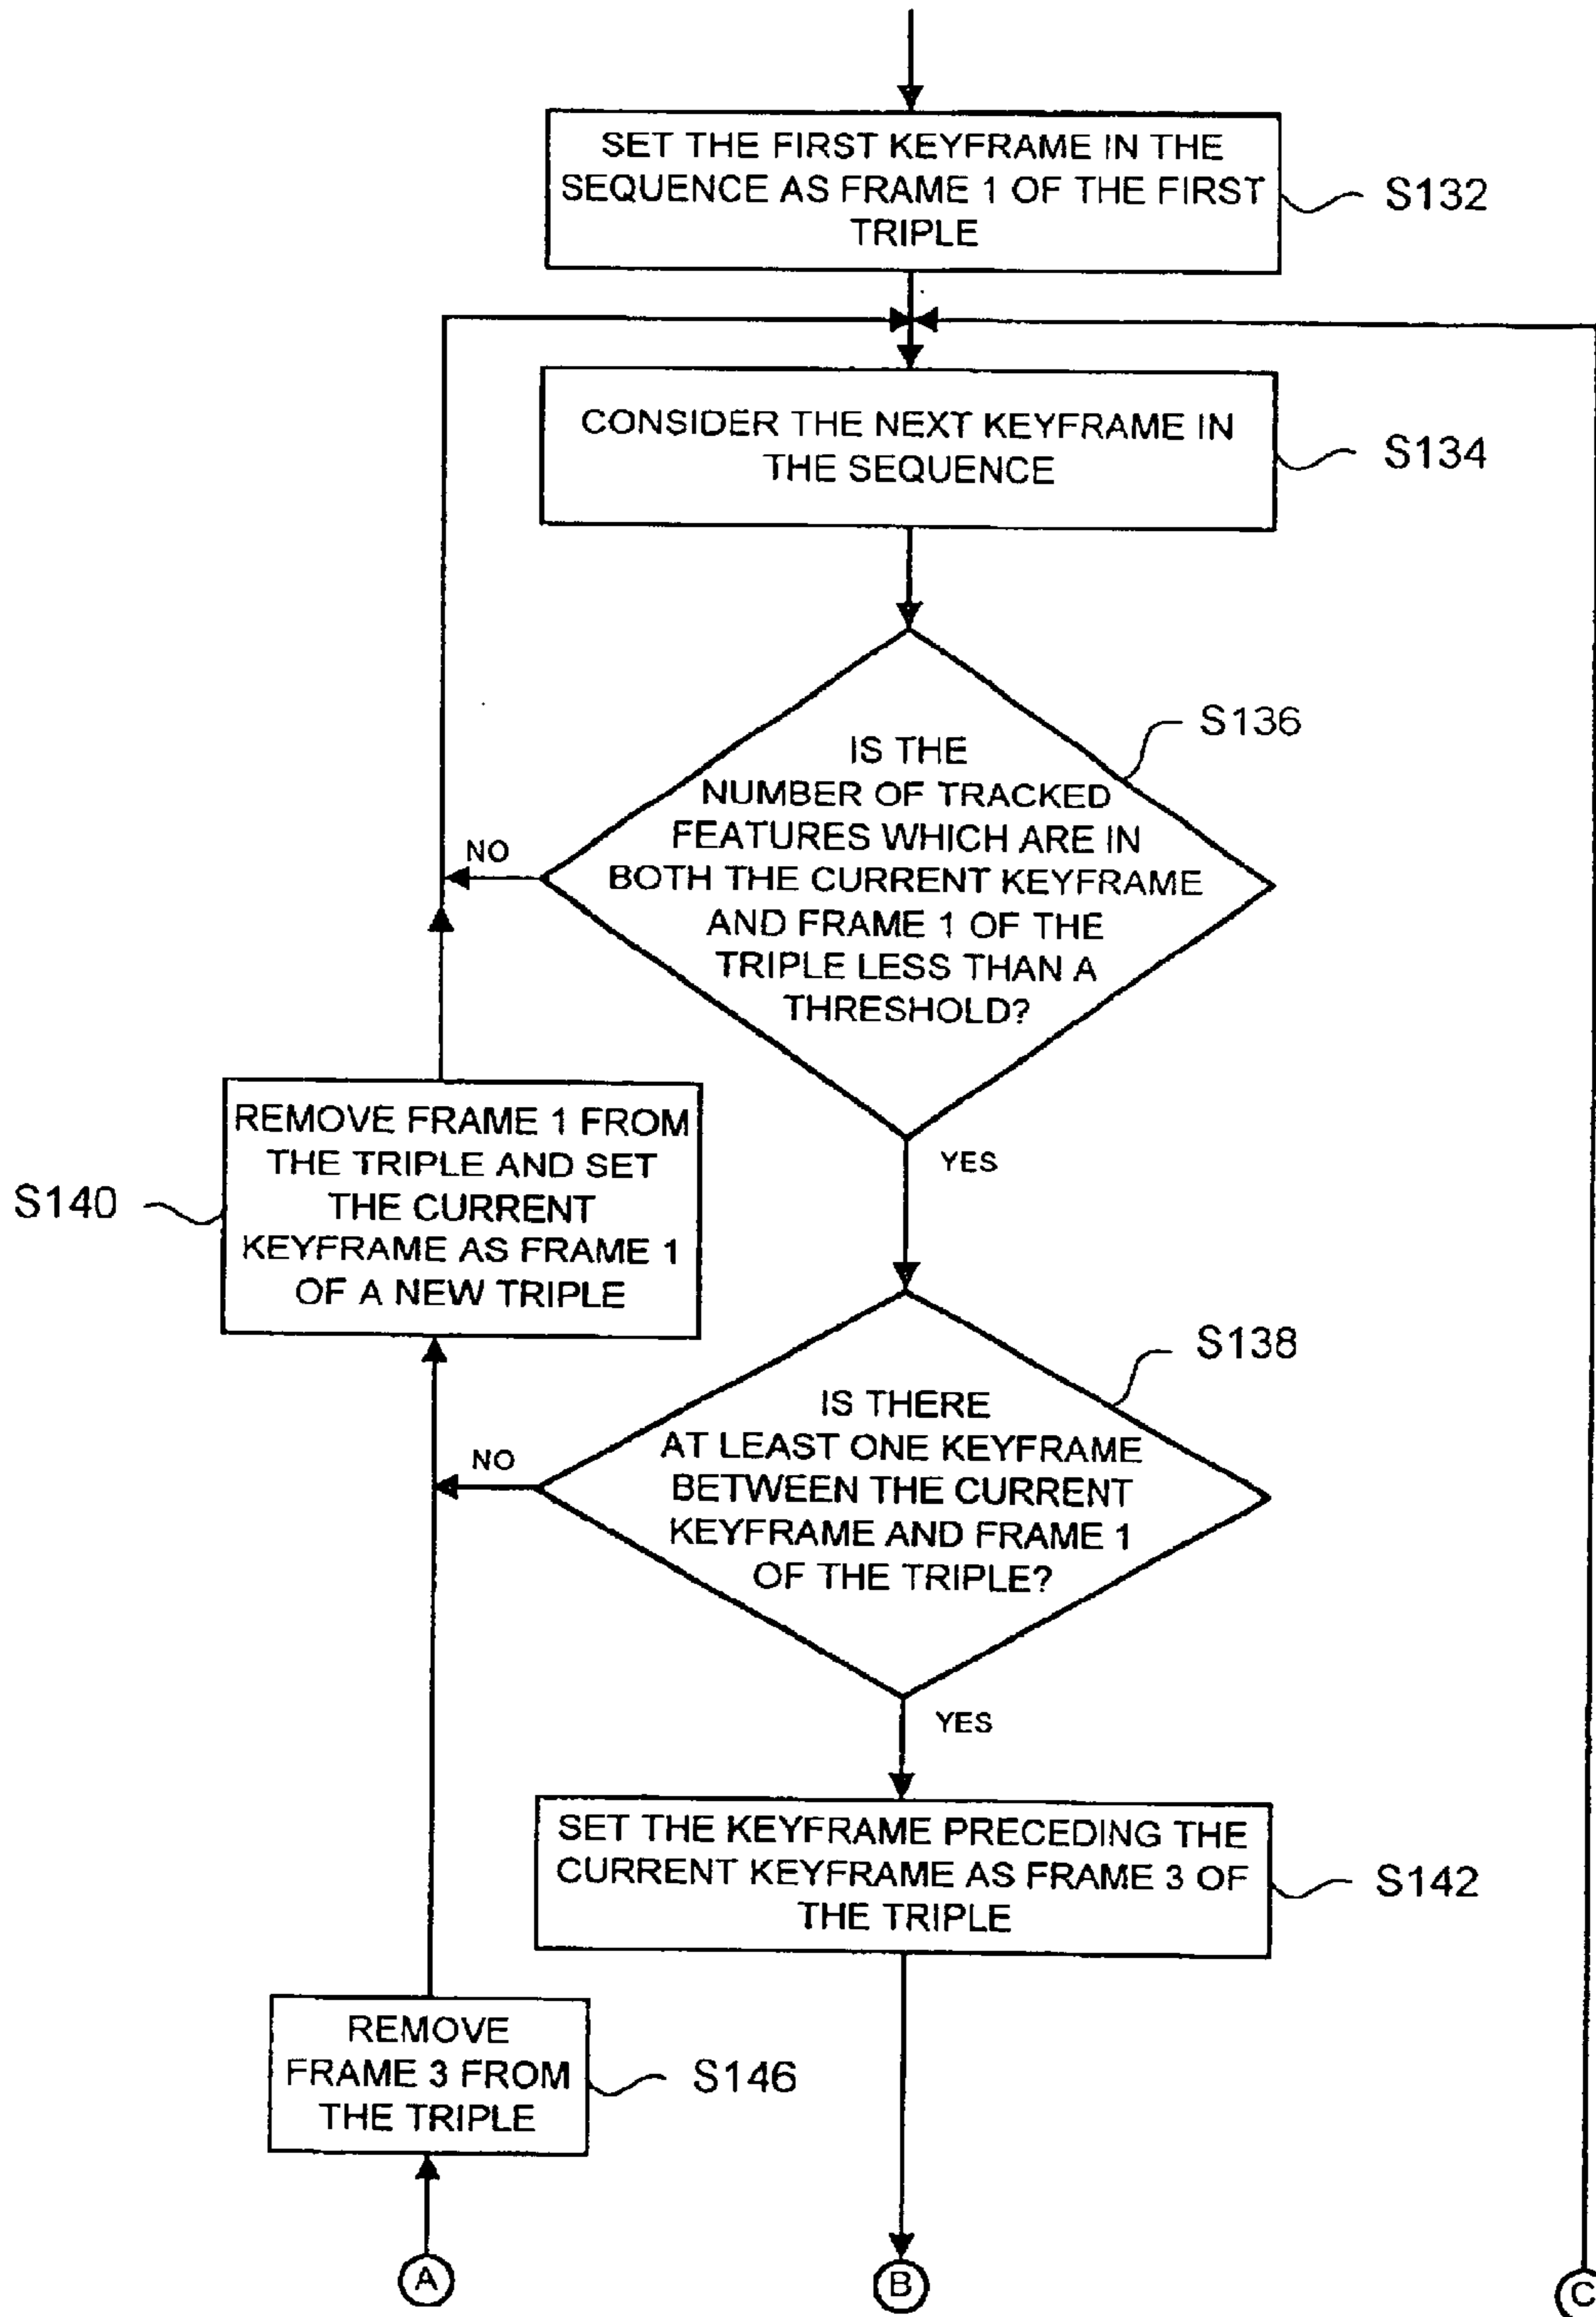 SET THE FIRST KEYFRAME IN THE
SEQUENCE AS FRAME 1 OF THE FIRST
TRIPLE
S132
CONSIDER THE NEXT KEYFRAME IN
THE SEQUENCE
S134
S136
IS THE
NUMBER OF TRACKED
FEATURES WHICH ARE IN
BOTH THE CURRENT KEYFRAME
AND FRAME 1 OF THE
TRIPLE LESS THAN A
THRESHOLD?
NO
YES
REMOVE FRAME 1 FROM
THE TRIPLE AND SET
THE CURRENT
KEYFRAME AS FRAME 1
OF A NEW TRIPLE
S140
S138
IS THERE
AT LEAST ONE KEYFRAME
BETWEEN THE CURRENT
KEYFRAME AND FRAME 1
OF THE TRIPLE?
NO
YES
SET THE KEYFRAME PRECEDING THE
CURRENT KEYFRAME AS FRAME 3 OF
THE TRIPLE
S142
REMOVE
FRAME 3 FROM
THE TRIPLE
S146
A
B
C